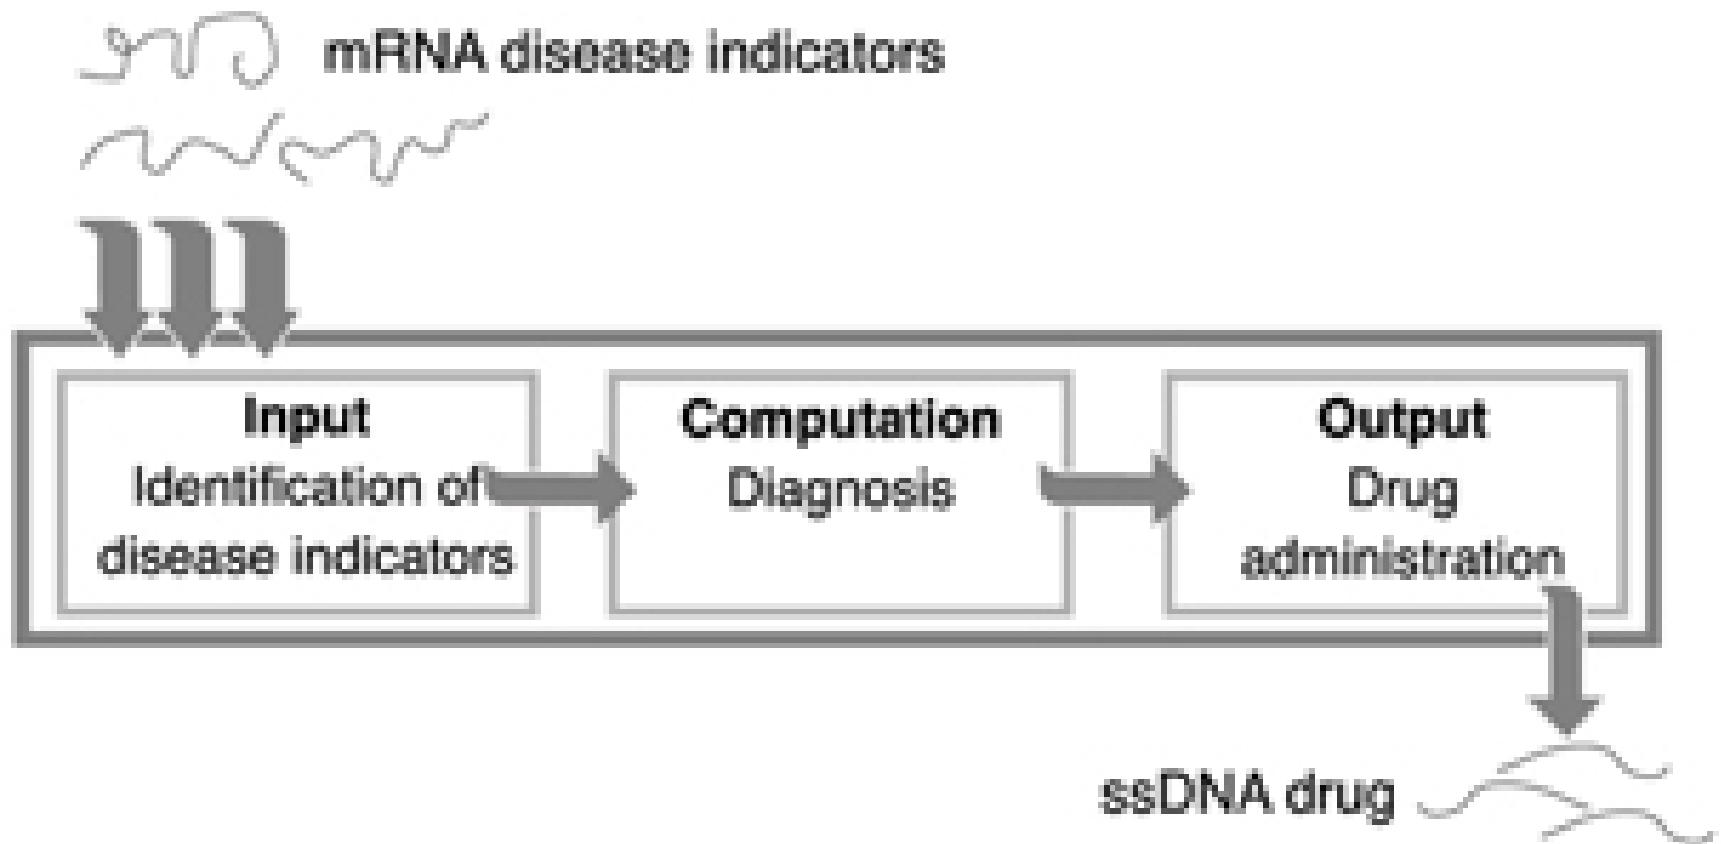 mRNA disease indicators
Input
Identification of
disease indicators
Computation
Diagnosis
Output
Drug
administration
ssDNA drug